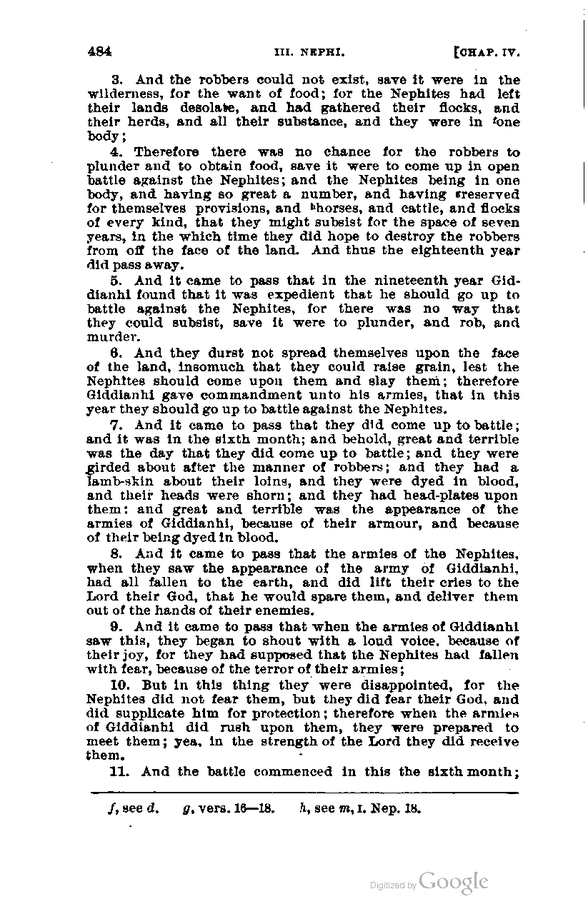 484 III. NEPHI. [CHAP. IV.
3. And the robbers could not exist, save it were in the
wilderness, for the want of food; for the Nephites had left
their lands desolate, and had gathered their flocks, and
their herds, and all their substance, and they were in fone
body;
4. Therefore there was no chance for the robbers to
plunder and to obtain food, save it were to come up in open
battle against the Nephites; and the Nephites being in one
body, and having so great a number, and having greserved
for themselves provisions, and hhorses, and cattle, and flocks
of every kind, that they might subsist for the space of seven
years, in the which time they did hope to destroy the robbers
from off the face of the land. And thus the eighteenth year
did pass away.
5. And it came to pass that in the nineteenth year Gid-
dianhi found that it was expedient that he should go up to
battle against the Nephites, for there was no way that
they could subsist, save it were to plunder, and rob, and
murder.
6. And they durst not spread themselves upon the face
of the land, insomuch that they could raise grain, lest the
Nephites should come upon them and slay them; therefore
Giddianhi gave commandment unto his armies, that in this
year they should go up to battle against the Nephites.
7. And it came to pass that they did come up to battle;
and it was in the sixth month; and behold, great and terrible
was the day that they did come up to battle; and they were
girded about after the manner of robbers; and they had a
lamb-skin about their loins, and they were dyed in blood,
and their heads were shorn; and they had head-plates upon
them: and great and terrible was the appearance of the
armies of Giddianhi, because of their armour, and because
of their being dyed in blood.
8. And it came to pass that the armies of the Nephites,
when they saw the appearance of the army of Giddianhi,
had all fallen to the earth, and did lift their cries to the
Lord their God, that he would spare them, and deliver them
out of the hands of their enemies.
9. And it came to pass that when the armies of Giddianhi
saw this, they began to shout with a loud voice, because of
their joy, for they had supposed that the Nephites had fallen
with fear, because of the terror of their armies;
10. But in this thing they were disappointed, for the
Nephites did not fear them, but they did fear their God, and
did supplicate him for protection; therefore when the armies
of Giddianhi did rush upon them, they were prepared to
meet them; yea, in the strength of the Lord they did receive
them.
11. And the battle commenced in this the sixth month;
f, see d. g, vers. 16—18. h, see m, I. Nep. 18.
Digitized by Google